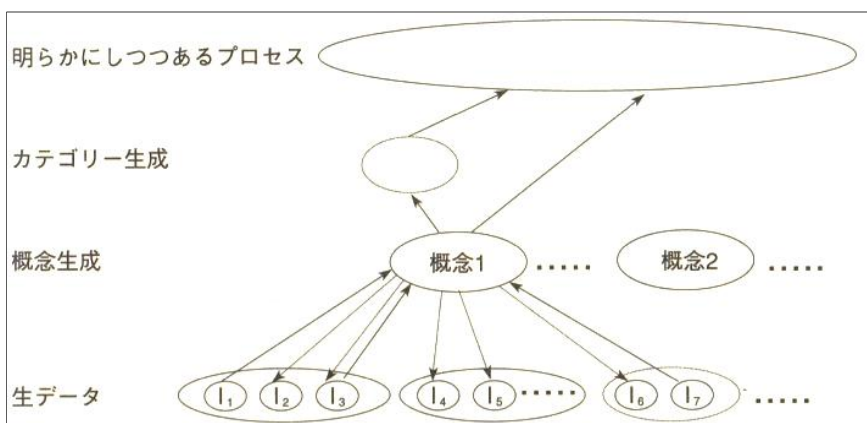 明らかにしつつあるプロセス
カテゴリー生成
概念生成
概念1 ・・・・・ 概念2 ・・・・・
生データ
I₁ I₂ I₃ I₄ I₅ ・・・・・ I₆ I₇ ・・・・・